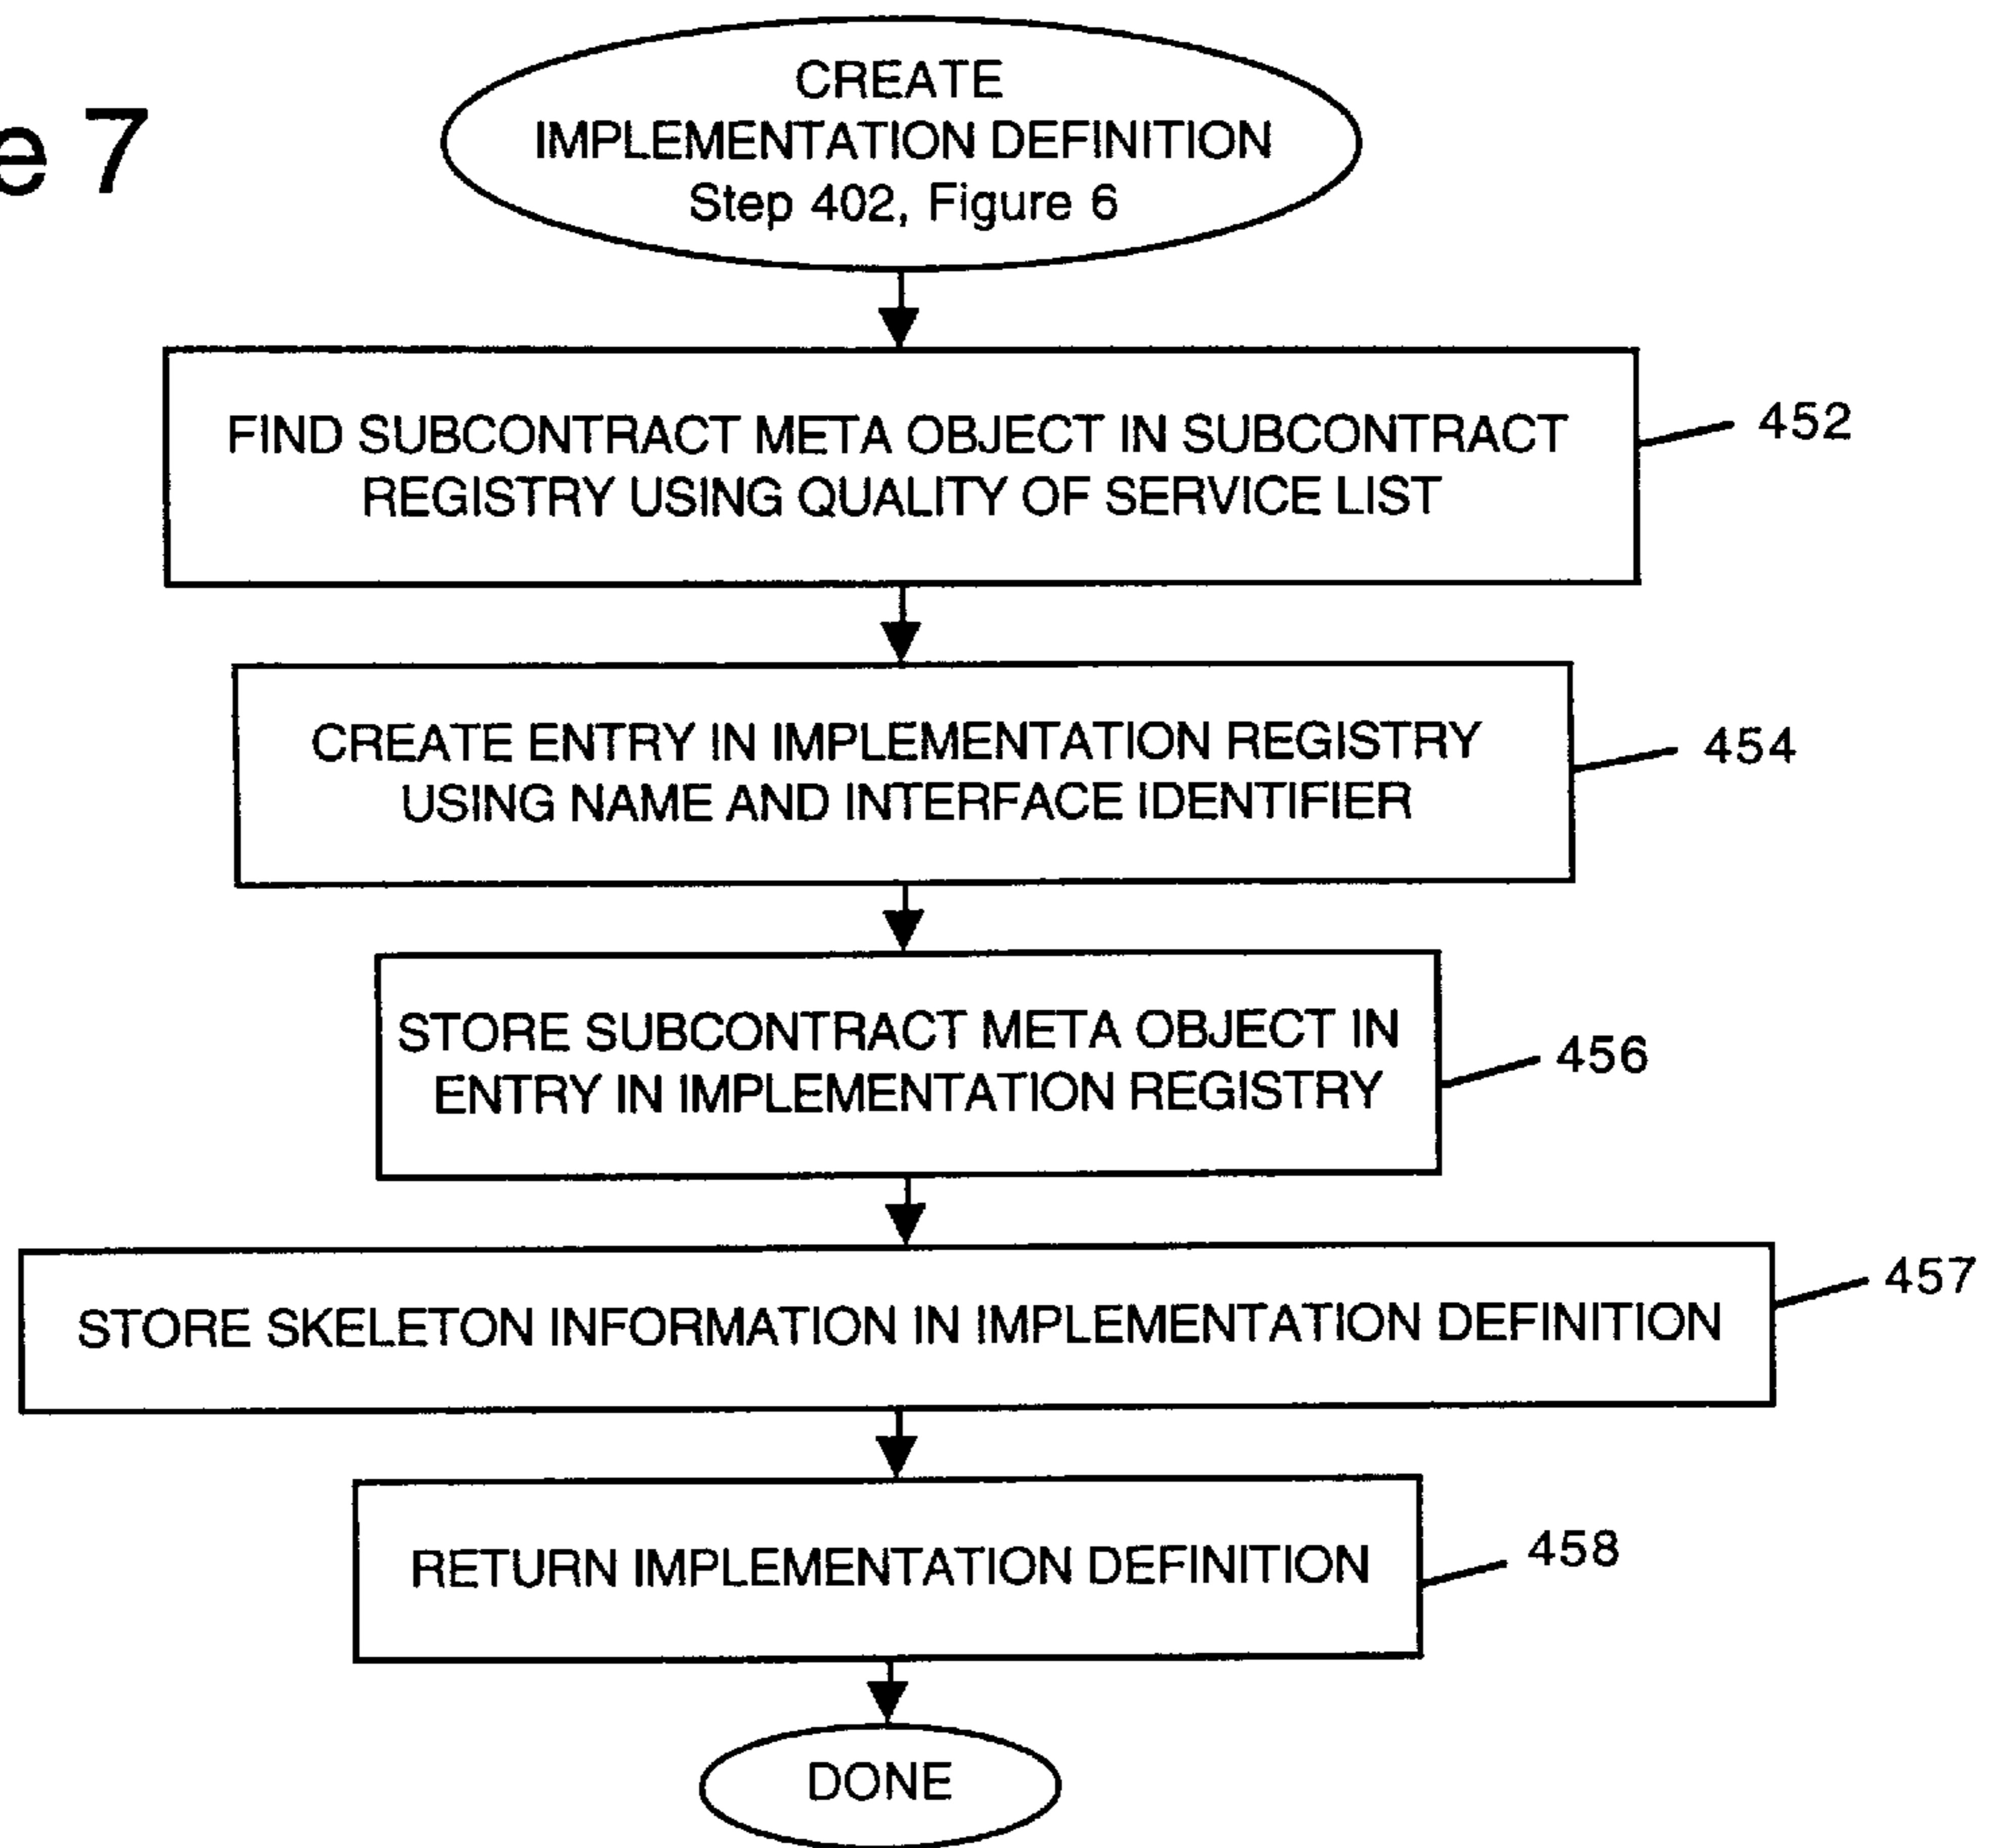 e 7
CREATE
IMPLEMENTATION DEFINITION
Step 402, Figure 6
FIND SUBCONTRACT META OBJECT IN SUBCONTRACT
REGISTRY USING QUALITY OF SERVICE LIST
452
CREATE ENTRY IN IMPLEMENTATION REGISTRY
USING NAME AND INTERFACE IDENTIFIER
454
STORE SUBCONTRACT META OBJECT IN
ENTRY IN IMPLEMENTATION REGISTRY
456
STORE SKELETON INFORMATION IN IMPLEMENTATION DEFINITION
457
RETURN IMPLEMENTATION DEFINITION
458
DONE